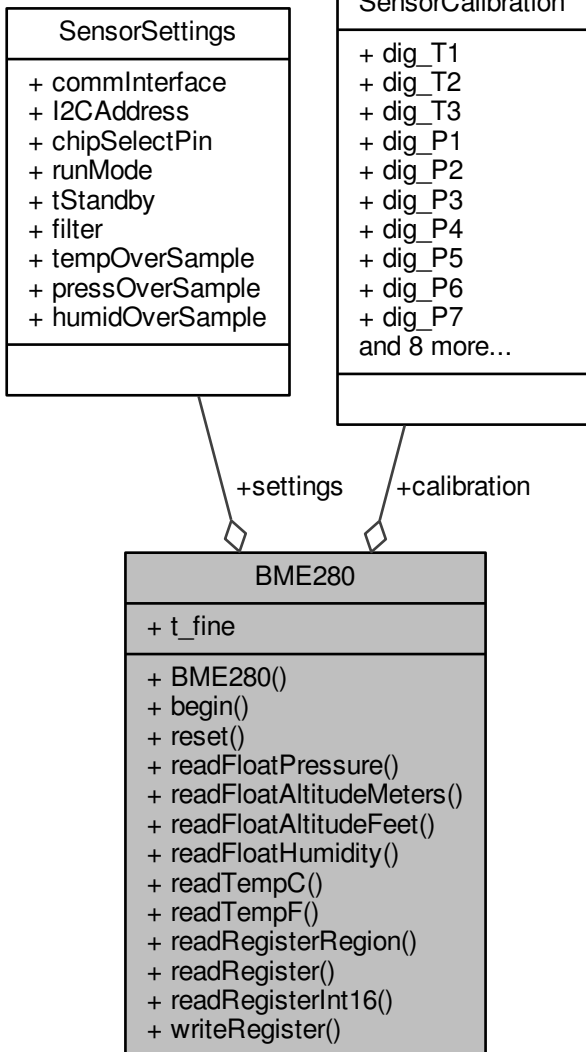 SensorSettings
+ commInterface
+ I2CAddress
+ chipSelectPin
+ runMode
+ tStandby
+ filter
+ tempOverSample
+ pressOverSample
+ humidOverSample
SensorCalibration
+ dig_T1
+ dig_T2
+ dig_T3
+ dig_P1
+ dig_P2
+ dig_P3
+ dig_P4
+ dig_P5
+ dig_P6
+ dig_P7
and 8 more...
+settings
+calibration
BME280
+ t_fine
+ BME280()
+ begin()
+ reset()
+ readFloatPressure()
+ readFloatAltitudeMeters()
+ readFloatAltitudeFeet()
+ readFloatHumidity()
+ readTempC()
+ readTempF()
+ readRegisterRegion()
+ readRegister()
+ readRegisterInt16()
+ writeRegister()